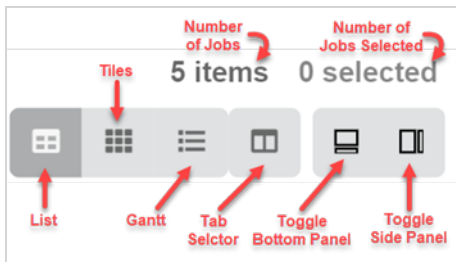 Number of Jobs
Number of Jobs Selected
Tiles
5 items
0 selected
List
Gantt
Tab Selctor
Toggle Bottom Panel
Toggle Side Panel